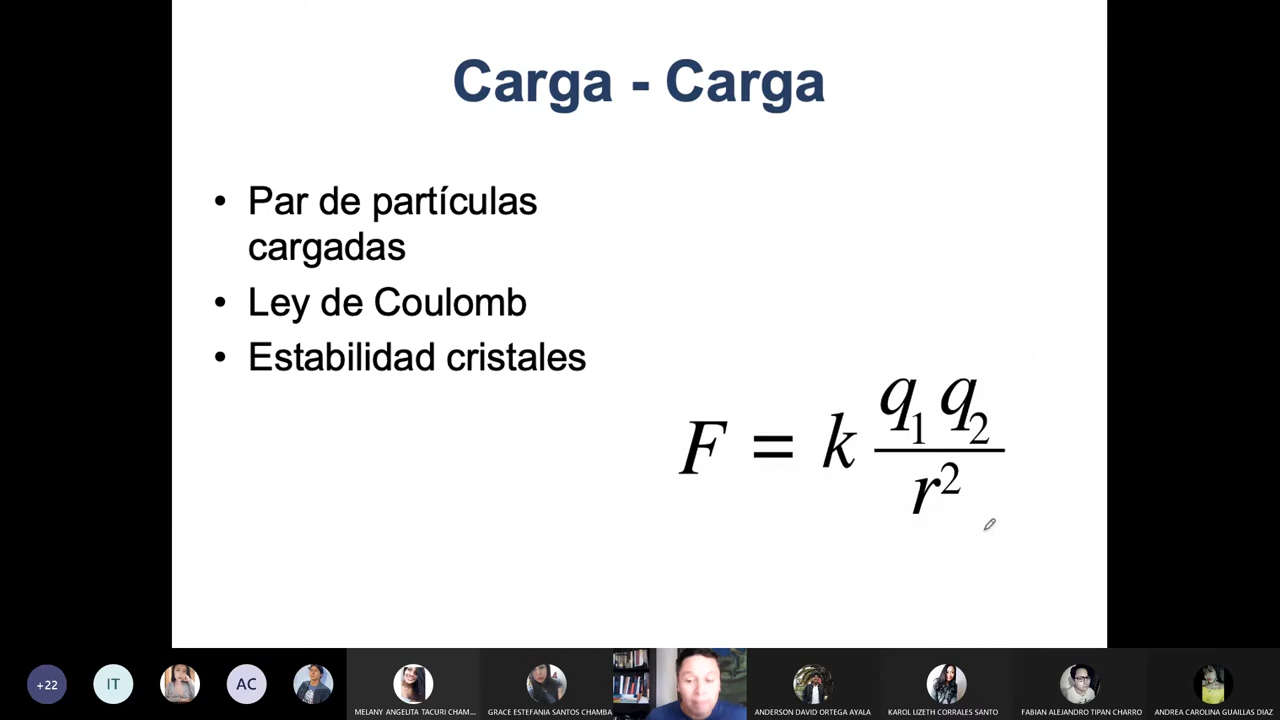 Carga - Carga
• Par de partículas
cargadas
• Ley de Coulomb
• Estabilidad cristales
F = k q₁ q₂ / r²
+22
IT
AC
MELANY ANGELITA TACURI CHAM...
GRACE ESTEFANIA SANTOS CHAMBA
ANDERSON DAVID ORTEGA AYALA
KAROL LIZETH CORRALES SANTO
FABIAN ALEJANDRO TIPAN CHARRO
ANDREA CAROLINA GUAILLAS DIAZ